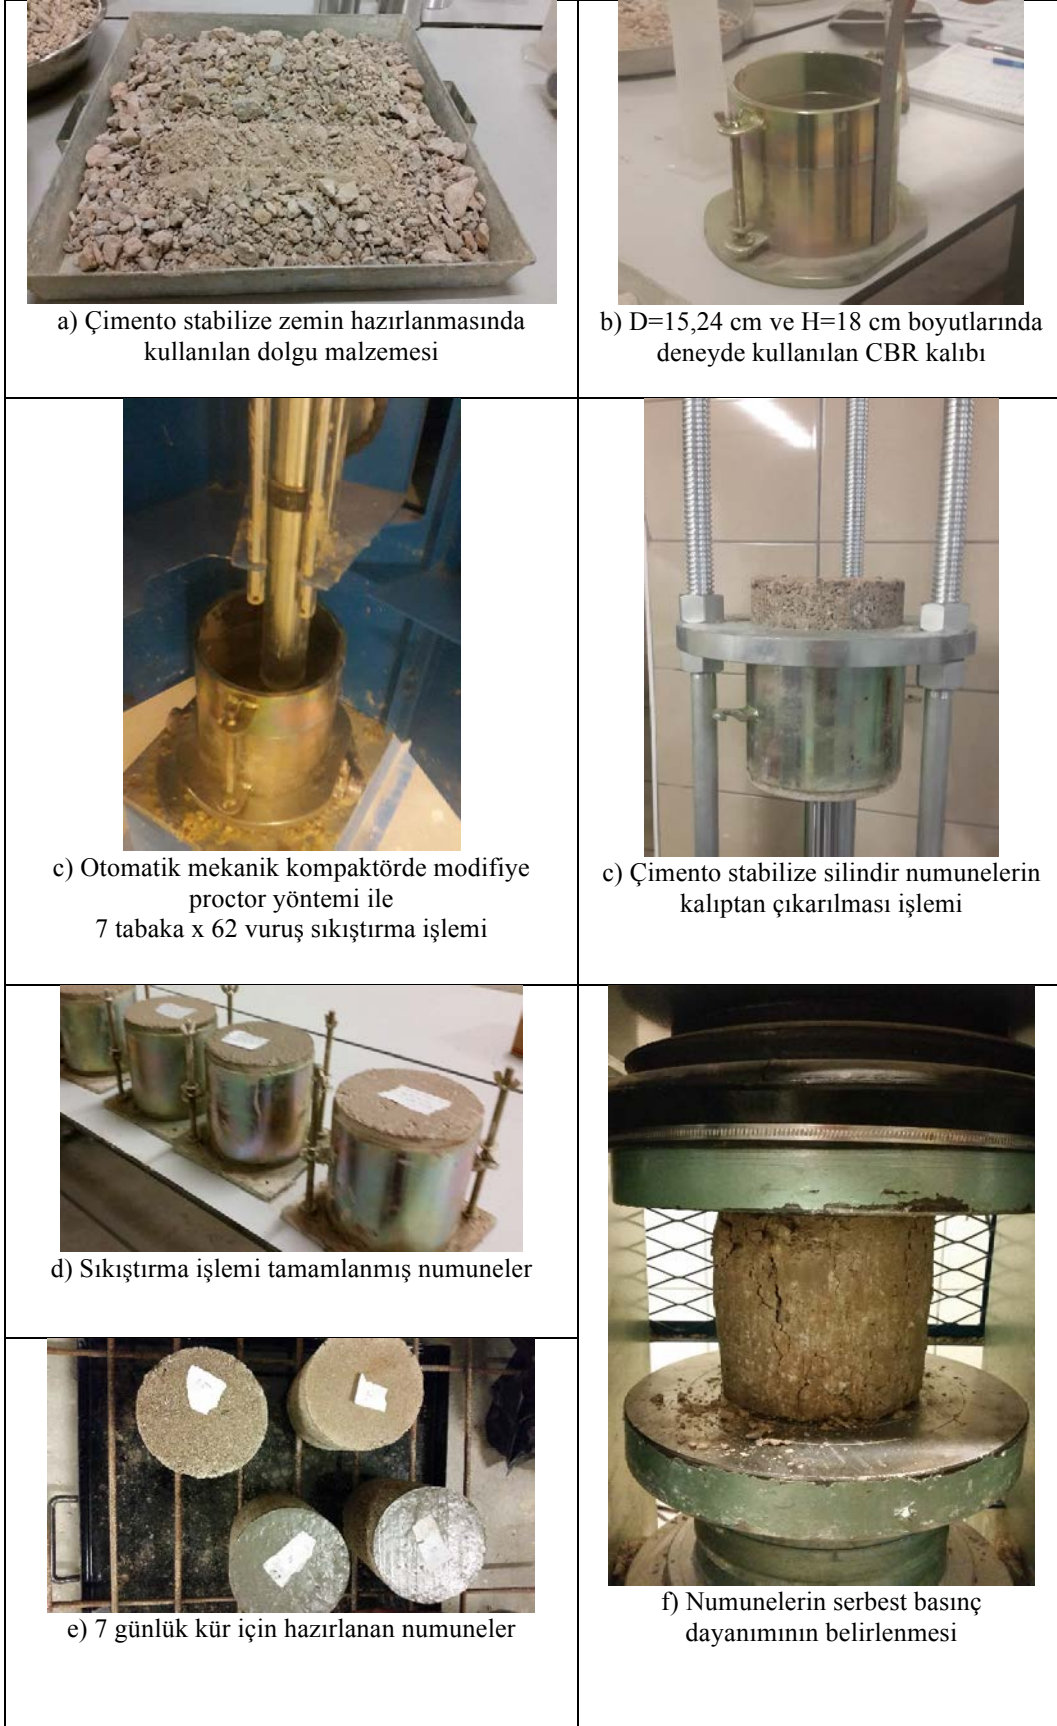 a) Çimento stabilize zemin hazırlanmasında
kullanılan dolgu malzemesi
b) D=15,24 cm ve H=18 cm boyutlarında
deneyde kullanılan CBR kalıbı
c) Otomatik mekanik kompaktörde modifiye
proctor yöntemi ile
7 tabaka x 62 vuruş sıkıştırma işlemi
c) Çimento stabilize silindir numunelerin
kalıptan çıkarılması işlemi
d) Sıkıştırma işlemi tamamlanmış numuneler
e) 7 günlük kür için hazırlanan numuneler
f) Numunelerin serbest basınç
dayanımının belirlenmesi